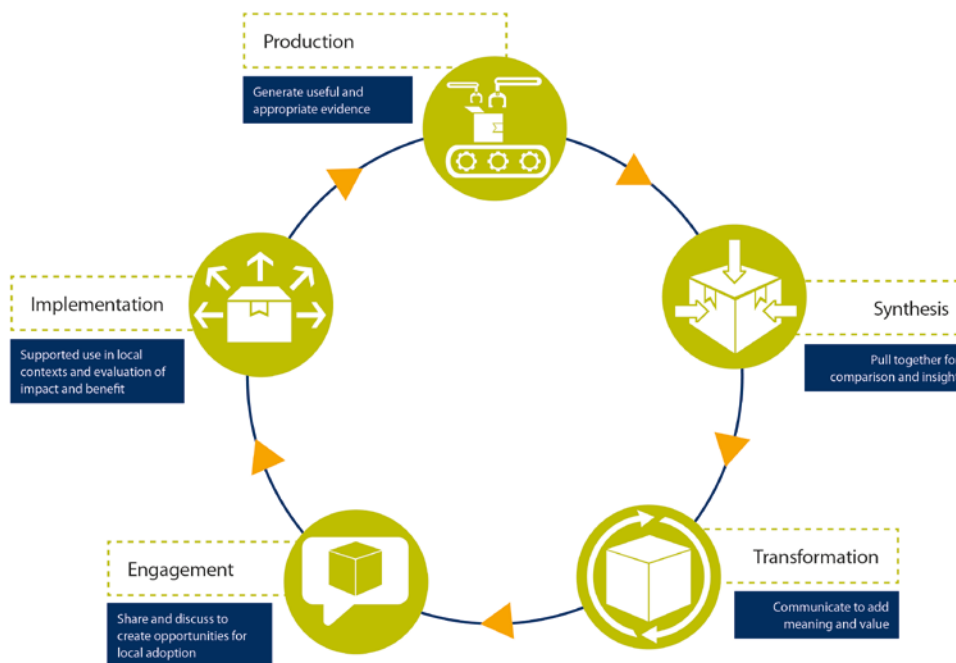 Production
Generate useful and
appropriate evidence
Synthesis
Pull together fo
comparison and insight
Transformation
Communicate to add
meaning and value
Engagement
Share and discuss to
create opportunities for
local adoption
Implementation
Supported use in local
contexts and evaluation of
impact and benefit